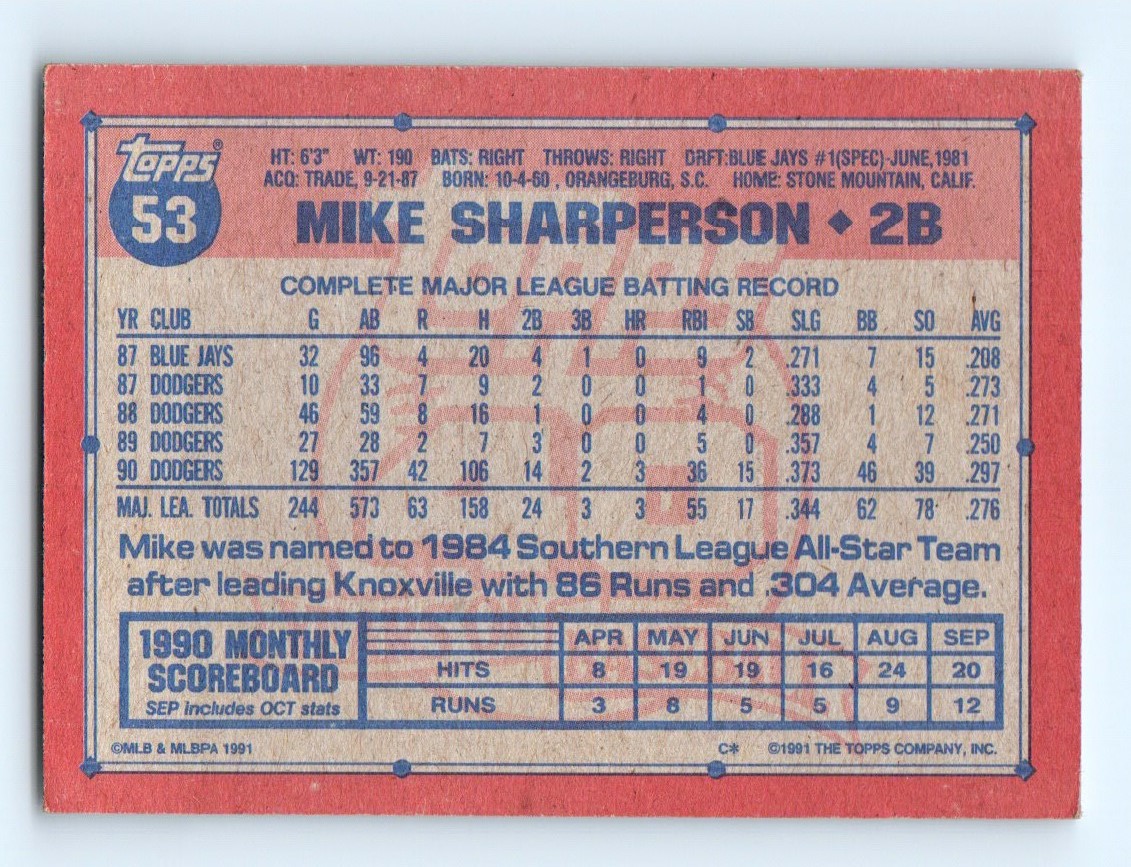 topps®
53
HT: 6'3" WT: 190 BATS: RIGHT THROWS: RIGHT DRFT:BLUE JAYS #1(SPEC)-JUNE,1981
ACQ: TRADE, 9-21-87 BORN: 10-4-60 , ORANGEBURG, S.C. HOME: STONE MOUNTAIN, CALIF.
MIKE SHARPERSON ◆ 2B
COMPLETE MAJOR LEAGUE BATTING RECORD
YR CLUB G AB R H 2B 3B HR RBI SB SLG BB SO AVG
87 BLUE JAYS 32 96 4 20 4 1 0 9 2 .271 7 15 .208
87 DODGERS 10 33 7 9 2 0 0 1 0 .333 4 5 .273
88 DODGERS 46 59 8 16 1 0 0 4 0 .288 1 12 .271
89 DODGERS 27 28 2 7 3 0 0 5 0 .357 4 7 .250
90 DODGERS 129 357 42 106 14 2 3 36 15 .373 46 39 .297
MAJ. LEA. TOTALS 244 573 63 158 24 3 3 55 17 .344 62 78 .276
Mike was named to 1984 Southern League All-Star Team
after leading Knoxville with 86 Runs and .304 Average.
1990 MONTHLY
SCOREBOARD
SEP includes OCT stats
APR MAY JUN JUL AUG SEP
HITS 8 19 19 16 24 20
RUNS 3 8 5 5 9 12
©MLB & MLBPA 1991 C* ©1991 THE TOPPS COMPANY, INC.